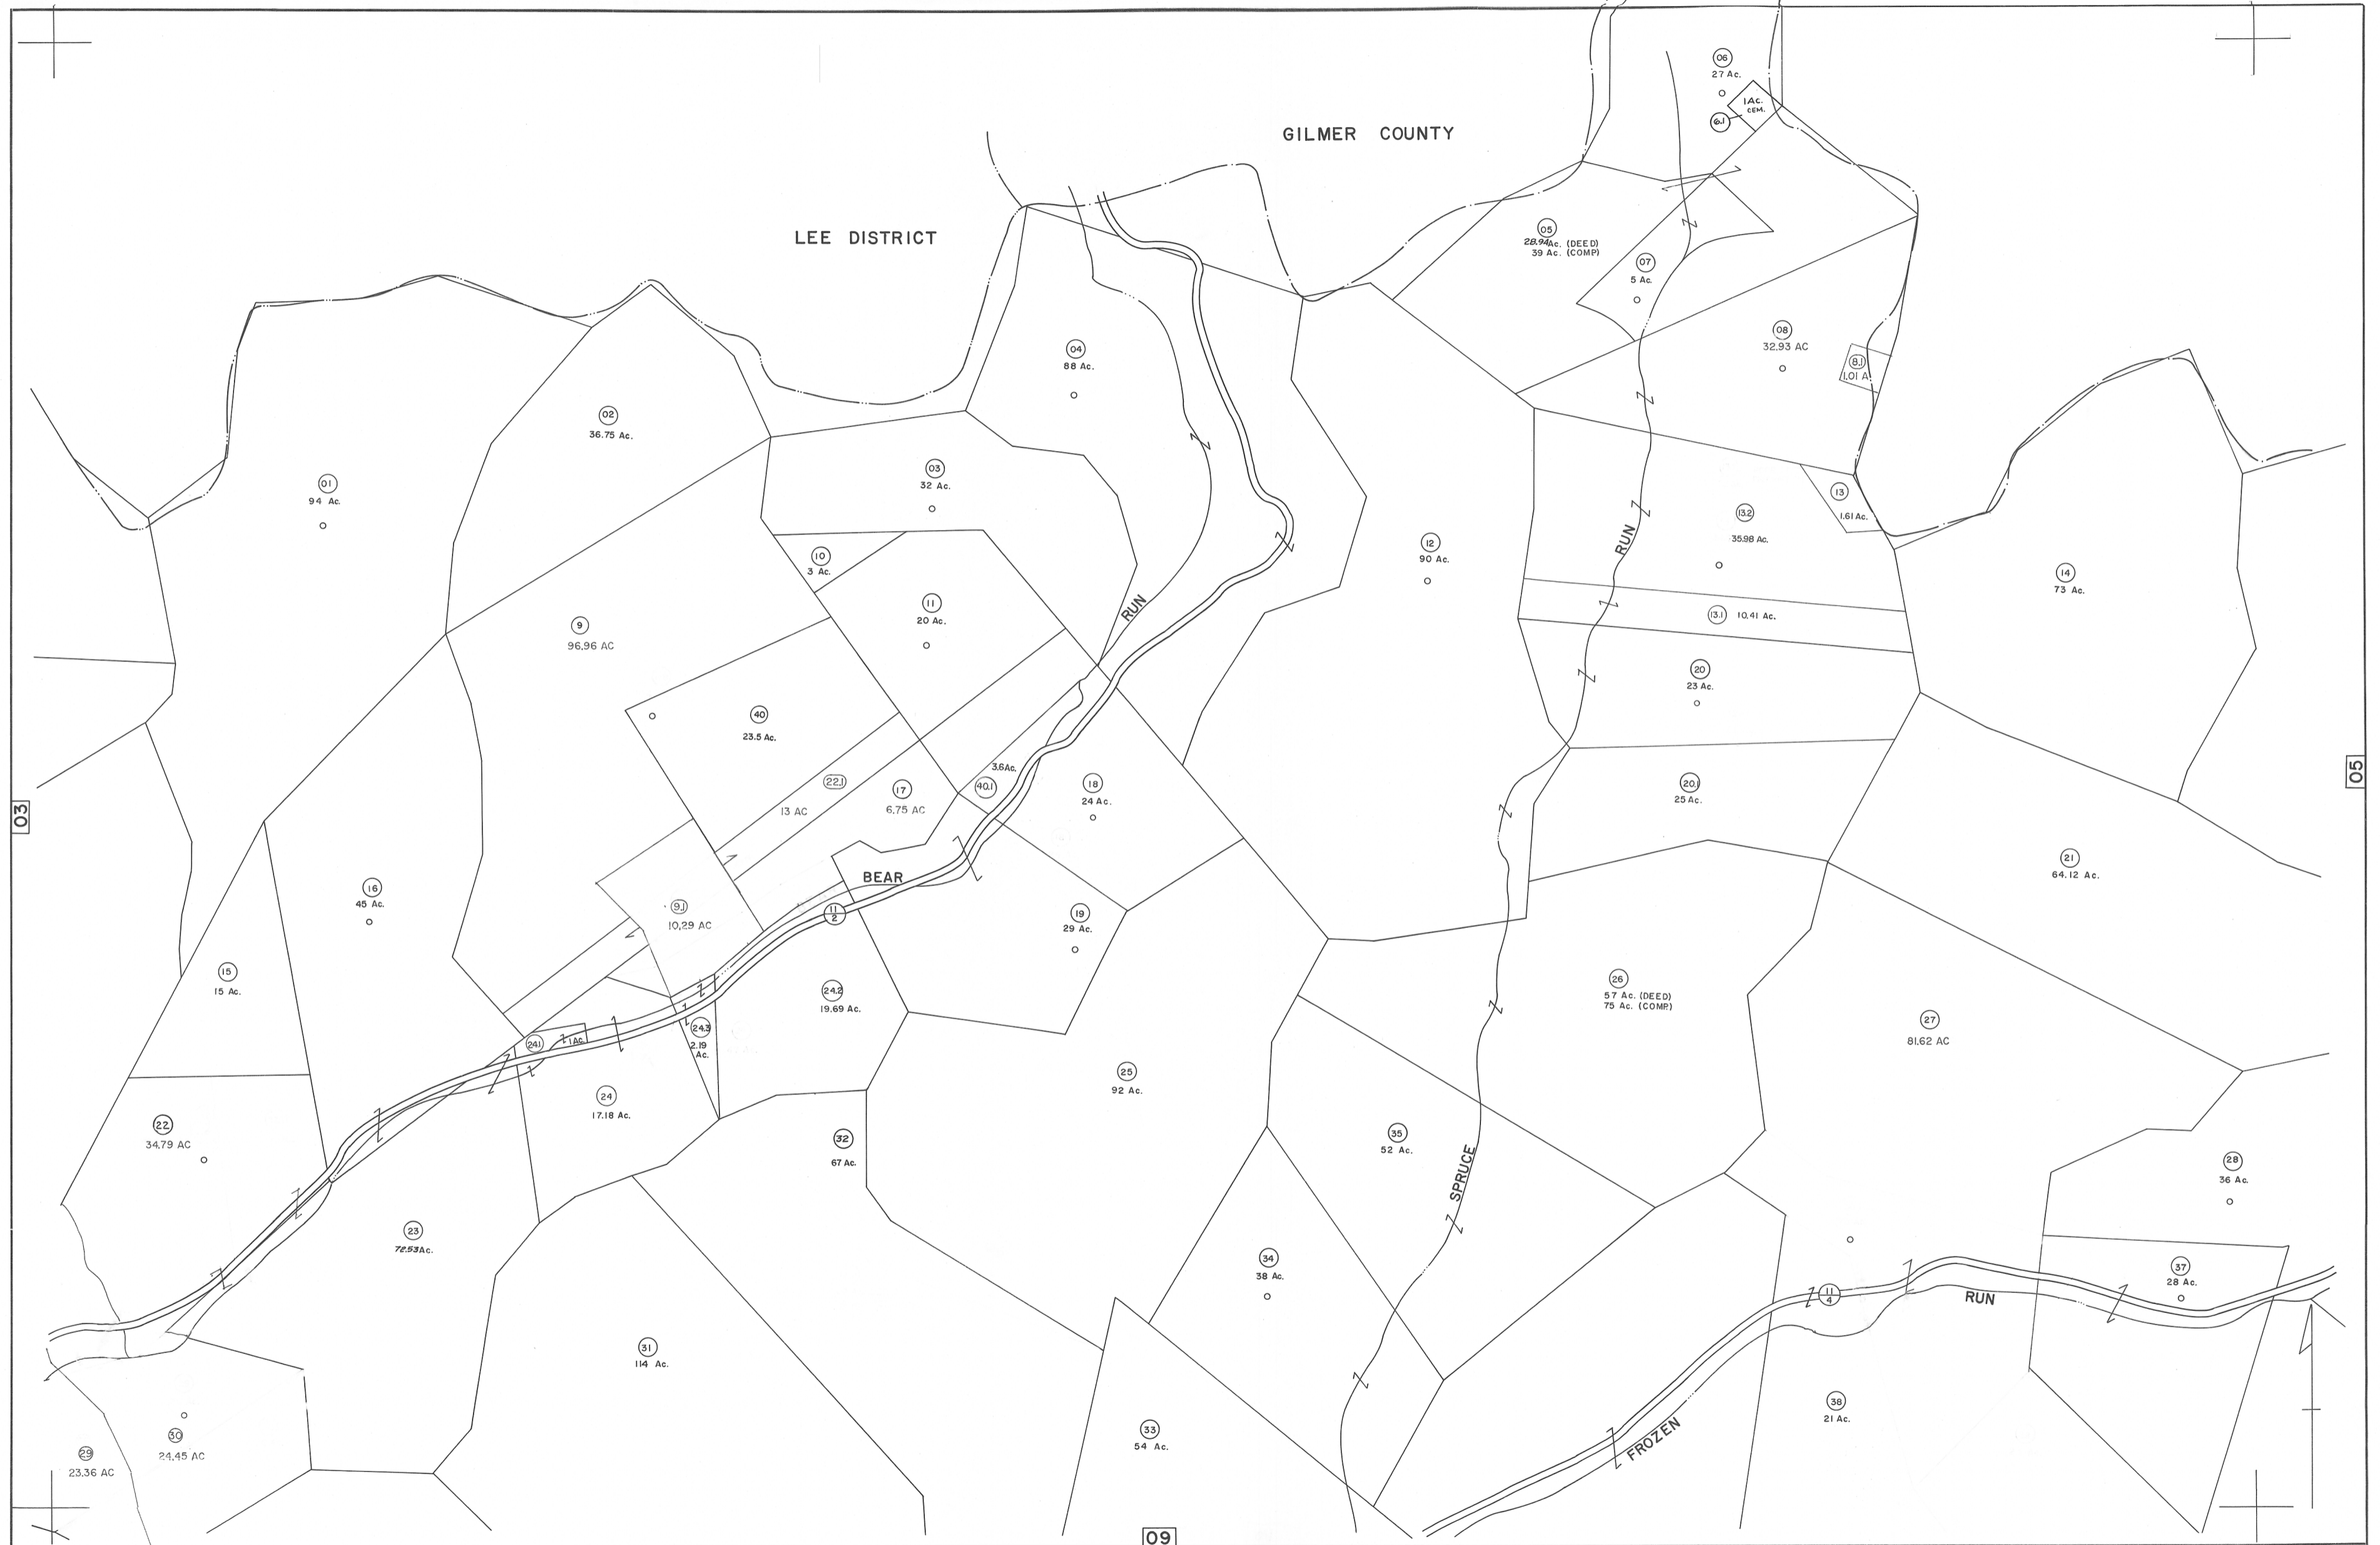 06
27 Ac.
1Ac.
CEM.
6.1
GILMER COUNTY
LEE DISTRICT
05
28.94Ac. (DEED)
39 Ac. (COMP)
07
5 Ac.
08
32.93 AC
8.1
1.01 A
04
88 Ac.
02
36.75 Ac.
03
32 Ac.
01
94 Ac.
13
1.61 Ac.
13.2
35.98 Ac.
12
90 Ac.
RUN
10
3 Ac.
14
73 Ac.
11
20 Ac.
RUN
13.1 10.41 Ac.
9
96.96 AC
20
23 Ac.
40
23.5 Ac.
3.6Ac.
40.1
22.1
13 AC
17
6.75 AC
18
24 Ac.
20.1
25 Ac.
05
03
21
64.12 Ac.
BEAR
16
45 Ac.
9.1
10.29 AC
11
2
19
29 Ac.
15
15 Ac.
24.2
19.69 Ac.
26
57 Ac. (DEED)
75 Ac. (COMP.)
27
81.62 AC
24.1
1 Ac.
24.3
2.19
Ac.
25
92 Ac.
24
17.18 Ac.
22
34.79 AC
32
67 Ac.
35
52 Ac.
SPRUCE
28
36 Ac.
23
72.53Ac.
34
38 Ac.
37
28 Ac.
11
4
RUN
31
114 Ac.
38
21 Ac.
33
54 Ac.
FROZEN
30
24.45 AC
29
23.36 AC
09